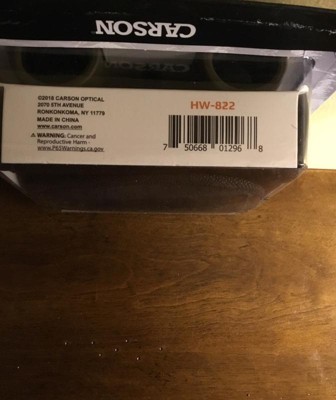 CARSON
©2018 CARSON OPTICAL
2070 5TH AVENUE
RONKONKOMA, NY 11779
MADE IN CHINA
www.carson.com
⚠ WARNING: Cancer and
Reproductive Harm -
www.P65Warnings.ca.gov
HW-822
7 50668 01296 8